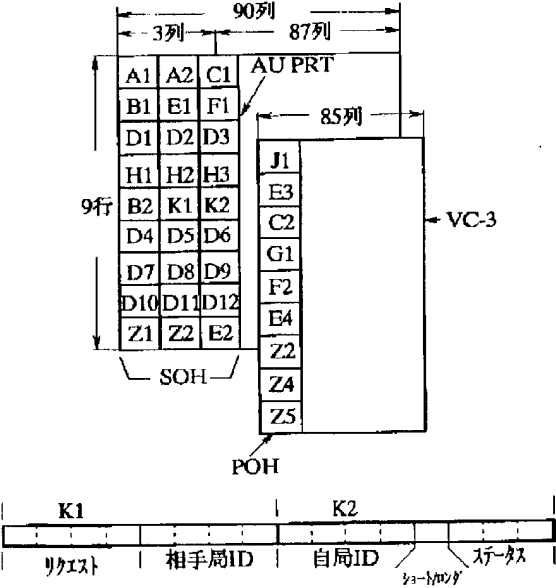 90列
3列 87列
A1 A2 C1 AU PRT
B1 E1 F1
85列
D1 D2 D3
J1
H1 H2 H3
E3
9行 B2 K1 K2
C2 VC-3
D4 D5 D6
G1
D7 D8 D9
F2
D10 D11 D12
E4
Z1 Z2 E2
Z2
SOH
Z4
Z5
POH
K1 K2
リクエスト 相手局ID 自局ID ショート/ロング ステータス